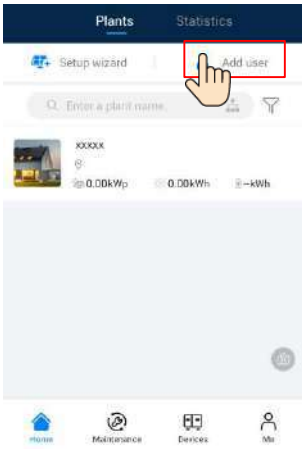 Plants Statistics
Setup wizard Add user
Enter a plant name.
xxxxx
0.00kWp 0.00kWh --kWh
Home Maintenance Devices Me